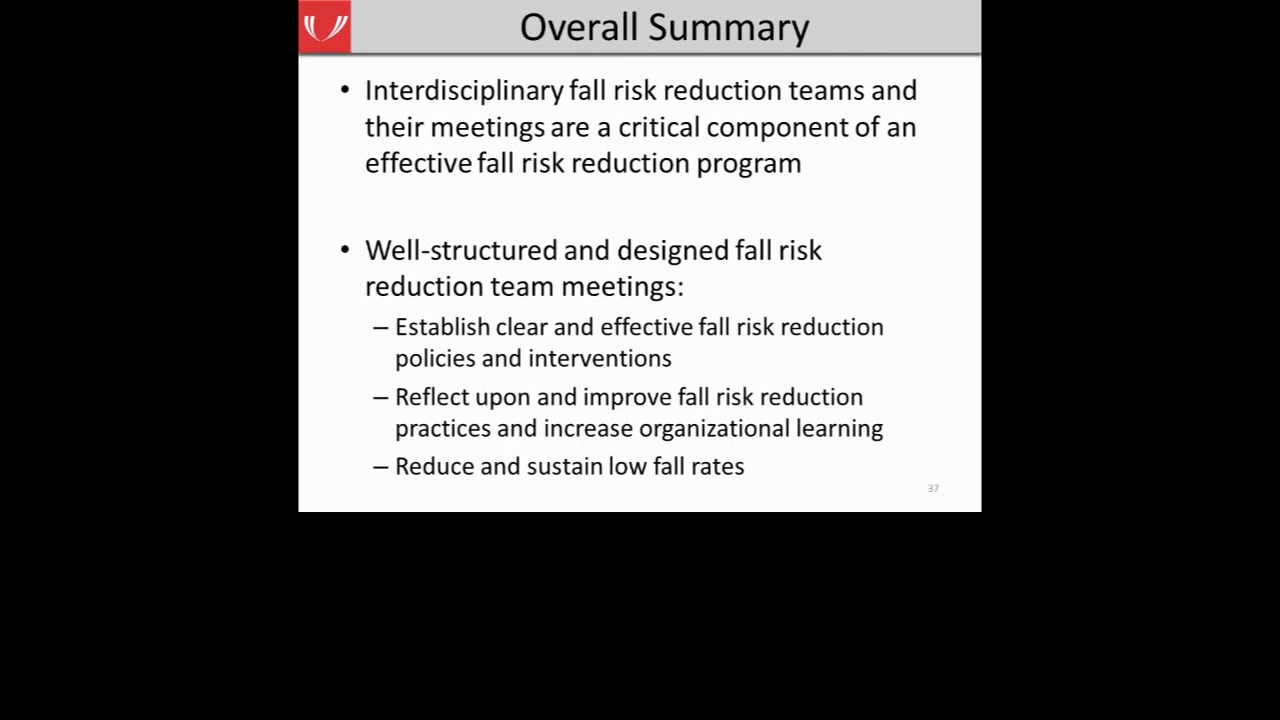 Overall Summary
• Interdisciplinary fall risk reduction teams and
their meetings are a critical component of an
effective fall risk reduction program
• Well-structured and designed fall risk
reduction team meetings:
– Establish clear and effective fall risk reduction
policies and interventions
– Reflect upon and improve fall risk reduction
practices and increase organizational learning
– Reduce and sustain low fall rates
37